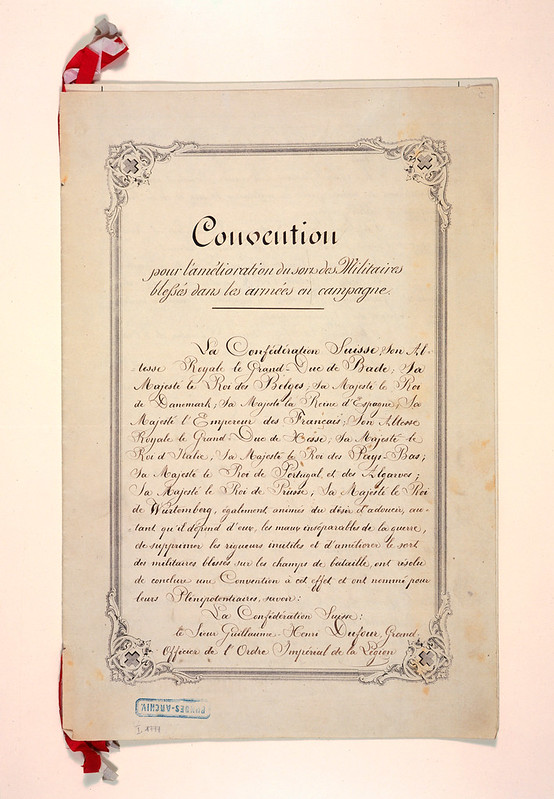 Convention
pour l'amélioration du sort des Militaires
blessés dans les armées en campagne.
La Confédération Suisse; Son Al-
-tesse Royale le Grand-Duc de Bade; Sa
Majesté le Roi des Belges; Sa Majesté le Roi
de Danemark; Sa Majesté la Reine d'Espagne; Sa
Majesté l'Empereur des Français; Son Altesse
Royale le Grand-Duc de Hesse; Sa Majesté le
Roi d'Italie; Sa Majesté le Roi des Pays-Bas;
Sa Majesté le Roi de Portugal et des Algarves;
Sa Majesté le Roi de Prusse; Sa Majesté le Roi
de Würtemberg, également animés du désir d'adoucir, au-
tant qu'il dépend d'eux, les maux inséparables de la guerre,
de supprimer les rigueurs inutiles et d'améliorer le sort
des militaires blessés sur les champs de bataille, ont résolu
de conclure une Convention à cet effet et ont nommé pour
leurs Plénipotentiaires, savoir:
La Confédération Suisse:
le Sieur Guillaume-Henri Dufour, Grand
Officier de l'Ordre Impérial de la Légion
BUNDES-ARCHIV